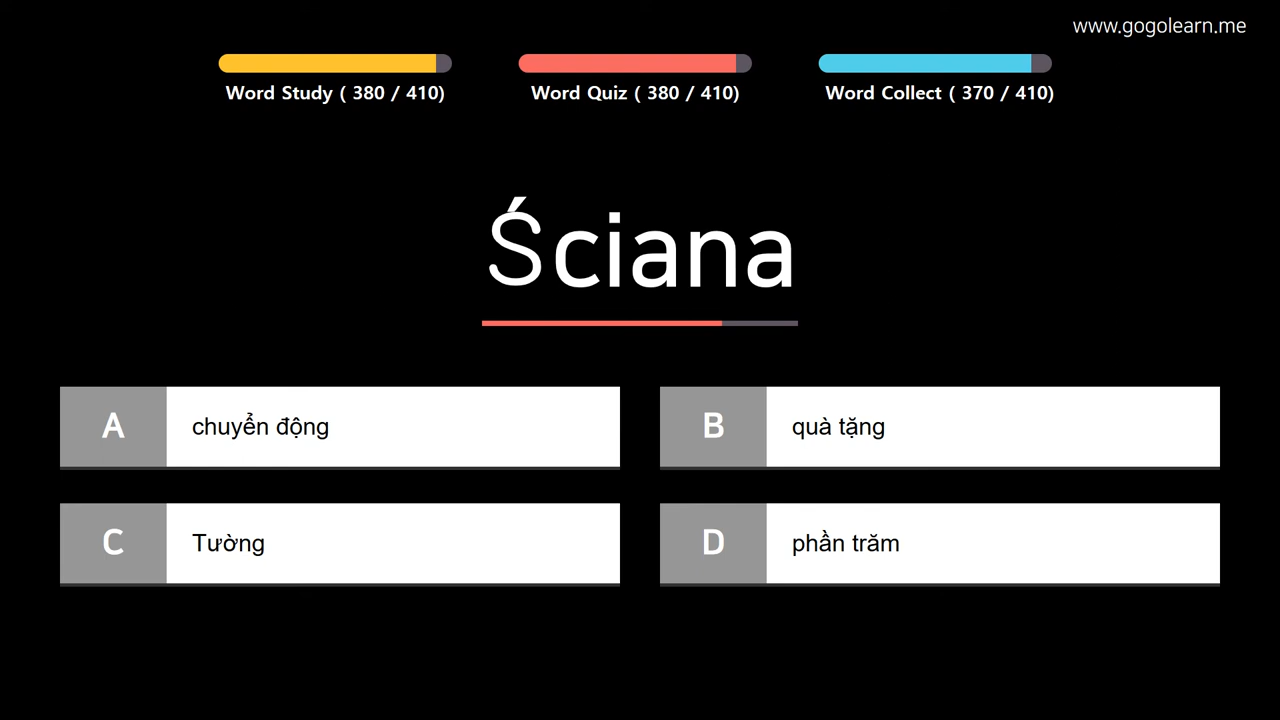 www.gogolearn.me
Word Study ( 380 / 410)
Word Quiz ( 380 / 410)
Word Collect ( 370 / 410)
Ściana
A chuyển động
B quà tặng
C Tường
D phần trăm